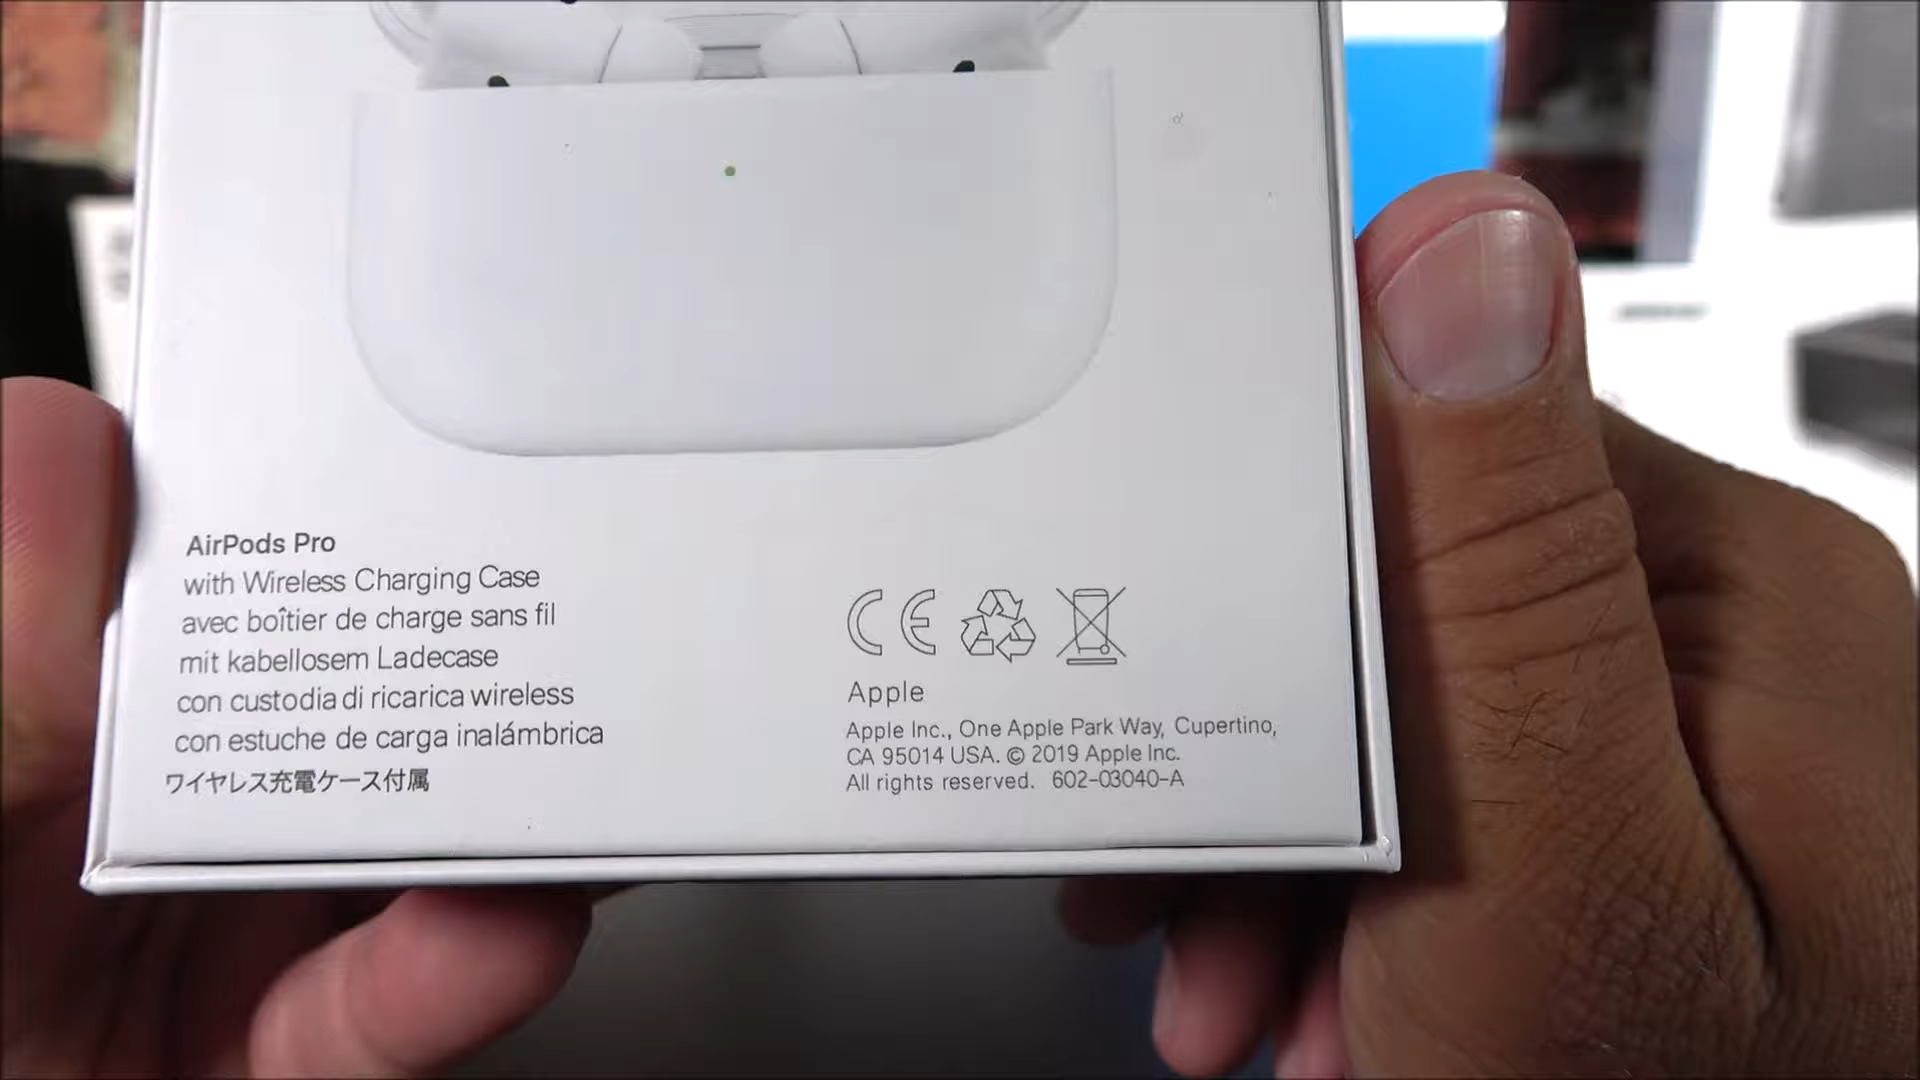 AirPods Pro
with Wireless Charging Case
avec boîtier de charge sans fil
mit kabellosem Ladecase
con custodia di ricarica wireless
con estuche de carga inalámbrica
ワイヤレス充電ケース付属
CE
Apple
Apple Inc., One Apple Park Way, Cupertino,
CA 95014 USA. © 2019 Apple Inc.
All rights reserved. 602-03040-A